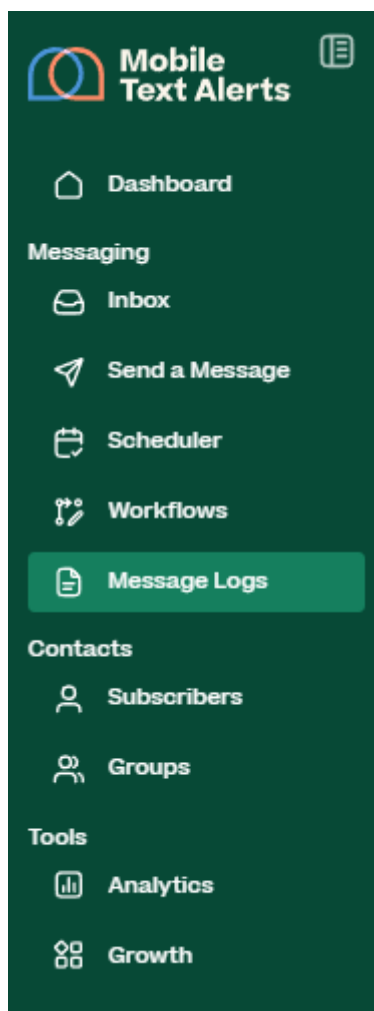 Mobile
Text Alerts
Dashboard
Messaging
Inbox
Send a Message
Scheduler
Workflows
Message Logs
Contacts
Subscribers
Groups
Tools
Analytics
Growth